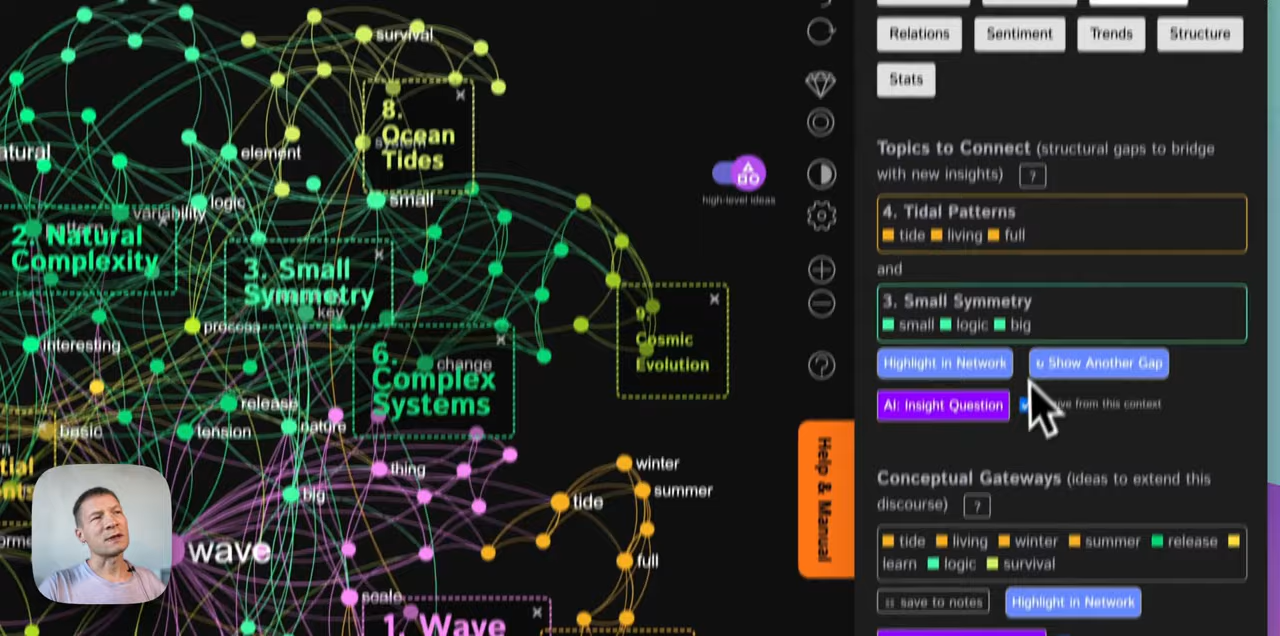 survival
8.
Ocean
Tides
element
small
logic
variability
2. Natural
Complexity
3. Small
Symmetry
key
process
interesting
6.
Complex
Systems
change
9.
Cosmic
Evolution
release
tension
nature
basic
thing
big
wave
scale
1. Wave
winter
summer
tide
full
high-level ideas
Help & Manual
Relations
Sentiment
Trends
Structure
Stats
Topics to Connect (structural gaps to bridge
with new insights) ?
4. Tidal Patterns
tide living full
and
3. Small Symmetry
small logic big
Highlight in Network
↻ Show Another Gap
AI: Insight Question
from this context
Conceptual Gateways (ideas to extend this
discourse) ?
tide living winter summer release
learn logic survival
:: save to notes
Highlight in Network